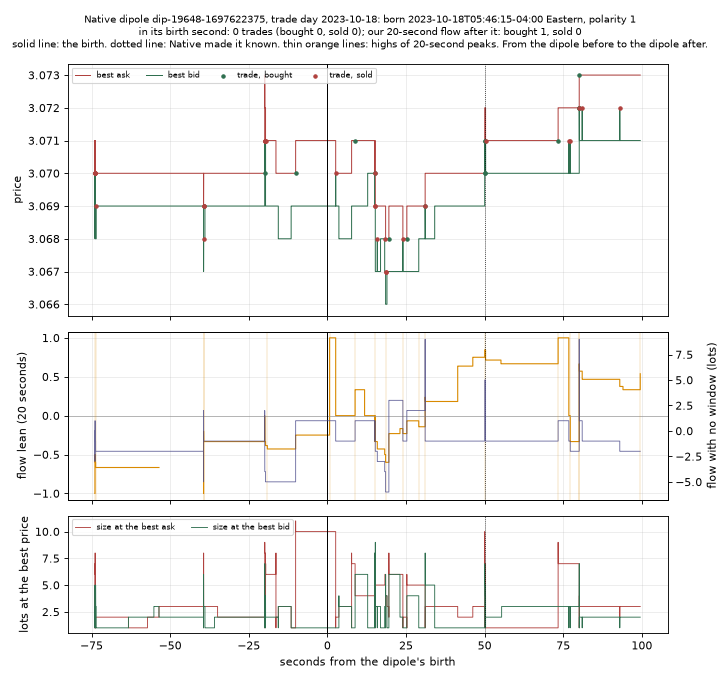 Native dipole dip-19648-1697622375, trade day 2023-10-18: born 2023-10-18T05:46:15-04:00 Eastern, polarity 1
in its birth second: 0 trades (bought 0, sold 0); our 20-second flow after it: bought 1, sold 0
solid line: the birth. dotted line: Native made it known. thin orange lines: highs of 20-second peaks. From the dipole before to the dipole after.
best ask
best bid
trade, bought
trade, sold
price
3.073
3.072
3.071
3.070
3.069
3.068
3.067
3.066
flow lean (20 seconds)
1.0
0.5
0.0
−0.5
−1.0
7.5
5.0
2.5
0.0
−2.5
−5.0
flow with no window (lots)
size at the best ask
size at the best bid
lots at the best price
10.0
7.5
5.0
2.5
−75
−50
−25
0
25
50
75
100
seconds from the dipole's birth